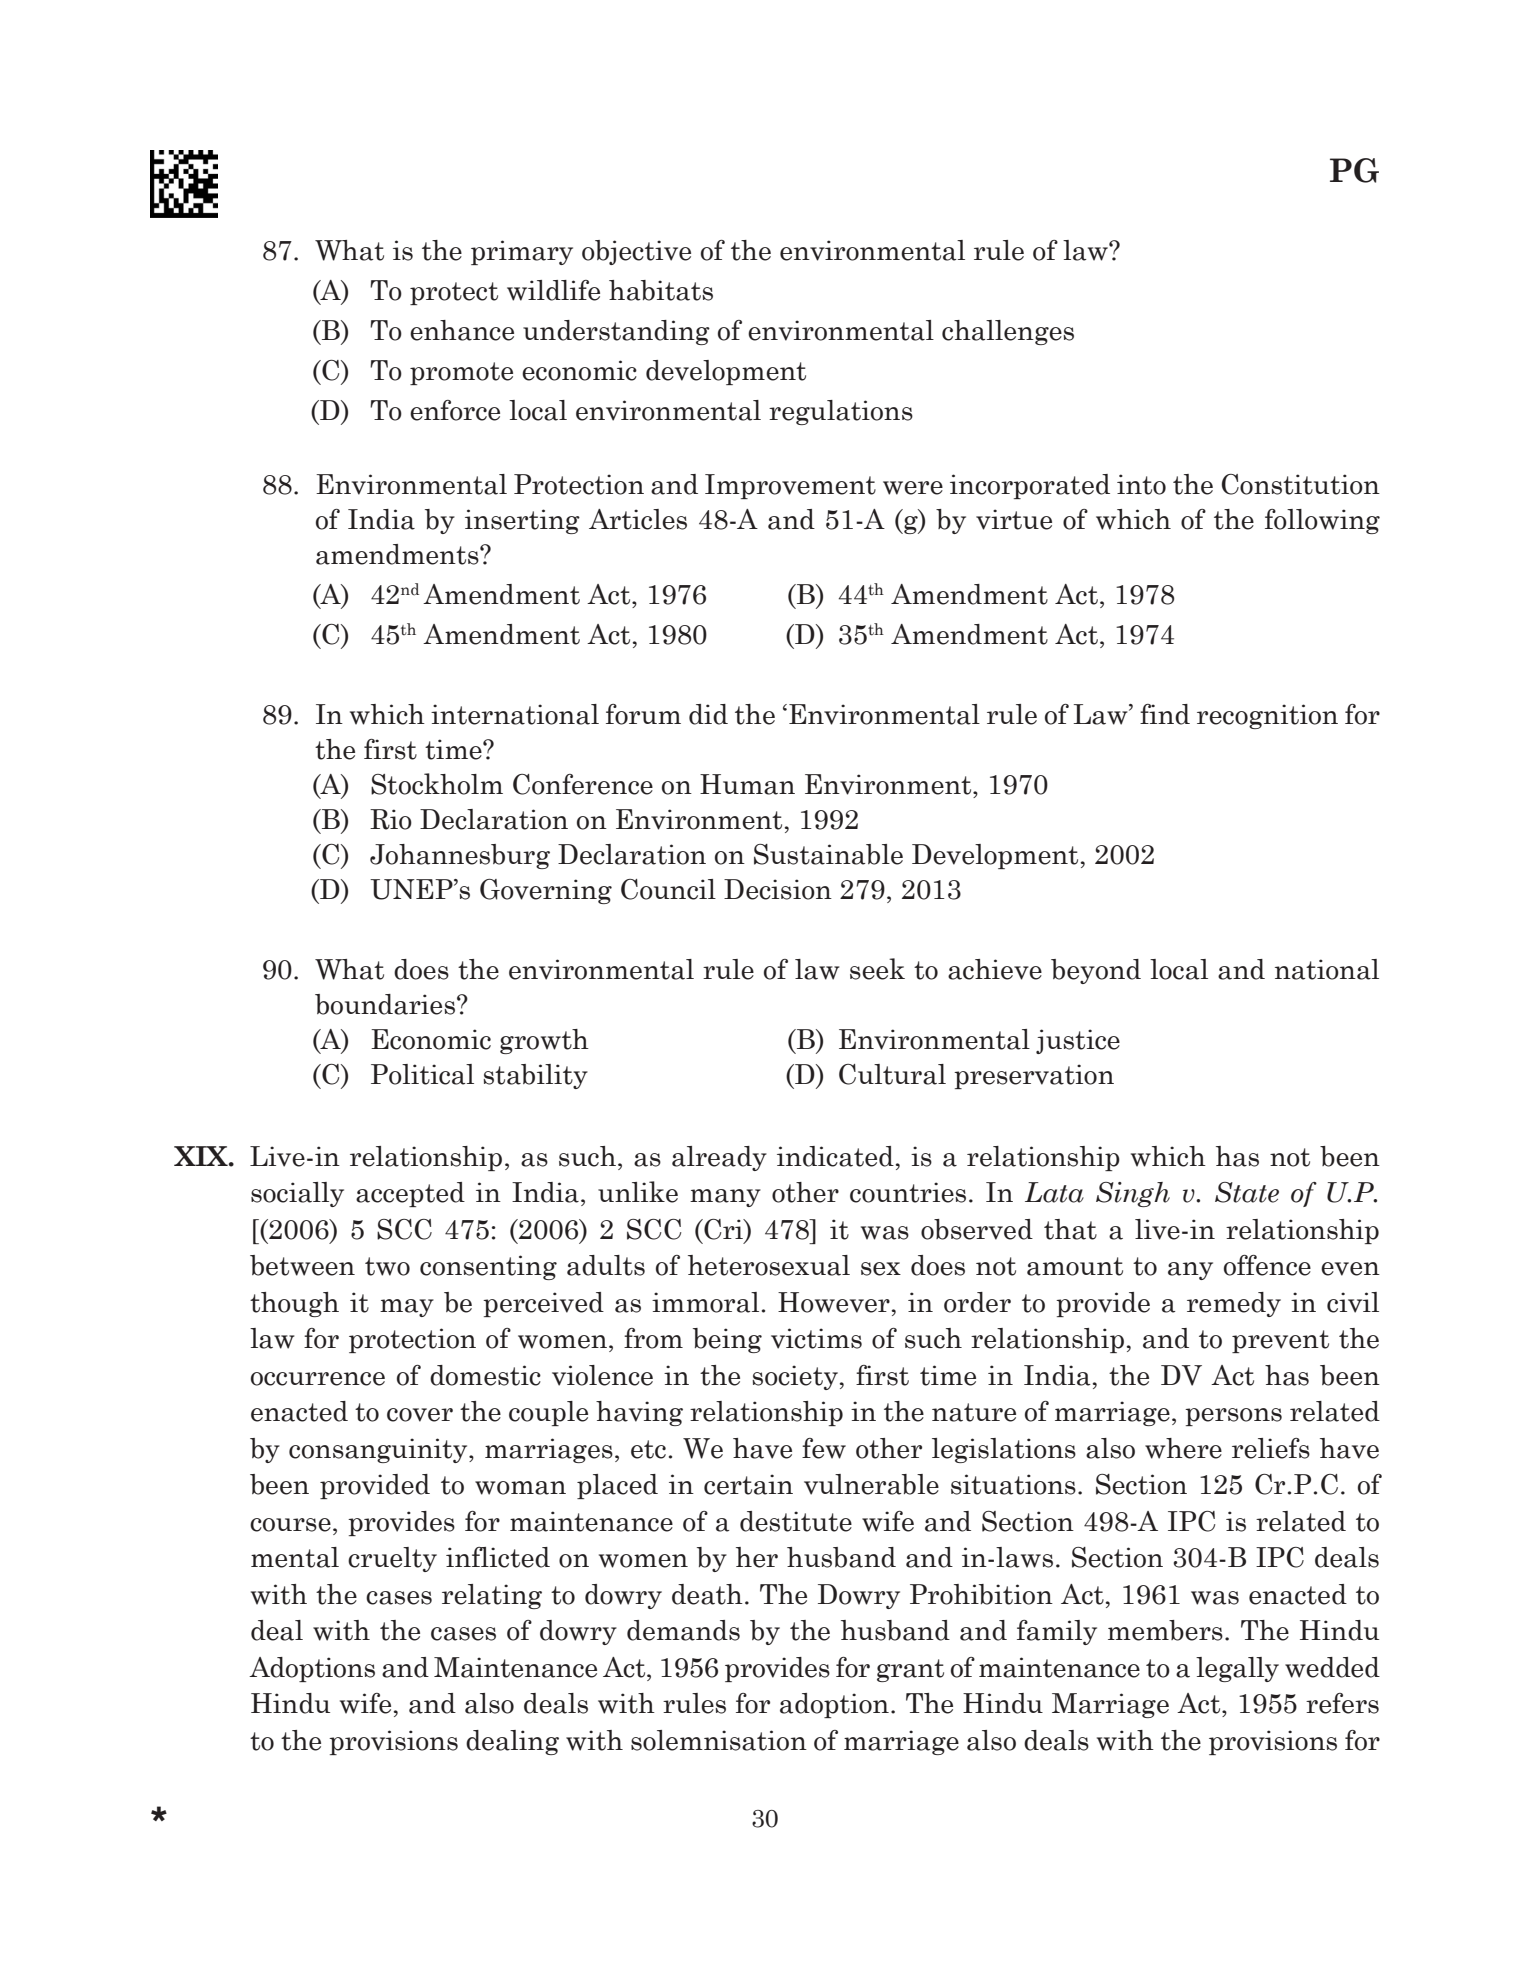 PG
87. What is the primary objective of the environmental rule of law?
(A) To protect wildlife habitats
(B) To enhance understanding of environmental challenges
(C) To promote economic development
(D) To enforce local environmental regulations
88. Environmental Protection and Improvement were incorporated into the Constitution
of India by inserting Articles 48-A and 51-A (g) by virtue of which of the following
amendments?
(A) 42nd Amendment Act, 1976 (B) 44th Amendment Act, 1978
(C) 45th Amendment Act, 1980 (D) 35th Amendment Act, 1974
89. In which international forum did the ‘Environmental rule of Law’ find recognition for
the first time?
(A) Stockholm Conference on Human Environment, 1970
(B) Rio Declaration on Environment, 1992
(C) Johannesburg Declaration on Sustainable Development, 2002
(D) UNEP’s Governing Council Decision 279, 2013
90. What does the environmental rule of law seek to achieve beyond local and national
boundaries?
(A) Economic growth (B) Environmental justice
(C) Political stability (D) Cultural preservation
XIX. Live-in relationship, as such, as already indicated, is a relationship which has not been
socially accepted in India, unlike many other countries. In Lata Singh v. State of U.P.
[(2006) 5 SCC 475: (2006) 2 SCC (Cri) 478] it was observed that a live-in relationship
between two consenting adults of heterosexual sex does not amount to any offence even
though it may be perceived as immoral. However, in order to provide a remedy in civil
law for protection of women, from being victims of such relationship, and to prevent the
occurrence of domestic violence in the society, first time in India, the DV Act has been
enacted to cover the couple having relationship in the nature of marriage, persons related
by consanguinity, marriages, etc. We have few other legislations also where reliefs have
been provided to woman placed in certain vulnerable situations. Section 125 Cr.P.C. of
course, provides for maintenance of a destitute wife and Section 498-A IPC is related to
mental cruelty inflicted on women by her husband and in-laws. Section 304-B IPC deals
with the cases relating to dowry death. The Dowry Prohibition Act, 1961 was enacted to
deal with the cases of dowry demands by the husband and family members. The Hindu
Adoptions and Maintenance Act, 1956 provides for grant of maintenance to a legally wedded
Hindu wife, and also deals with rules for adoption. The Hindu Marriage Act, 1955 refers
to the provisions dealing with solemnisation of marriage also deals with the provisions for
* 30